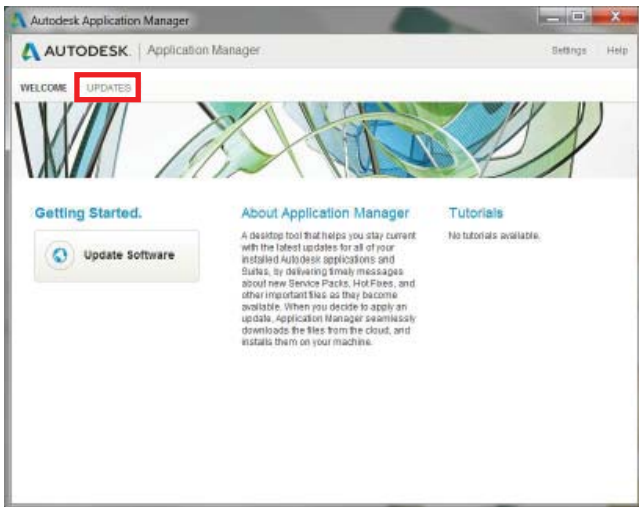 Autodesk Application Manager
AUTODESK. Application Manager
Settings Help
WELCOME UPDATES
Getting Started.
Update Software
About Application Manager
A desktop tool that helps you stay current
with the latest updates for all of your
installed Autodesk applications and
Suites, by delivering timely messages
about new Service Packs, Hot Fixes, and
other important files as they become
available. When you decide to apply an
update, Application Manager seamlessly
downloads the files from the cloud, and
installs them on your machine.
Tutorials
No tutorials available.